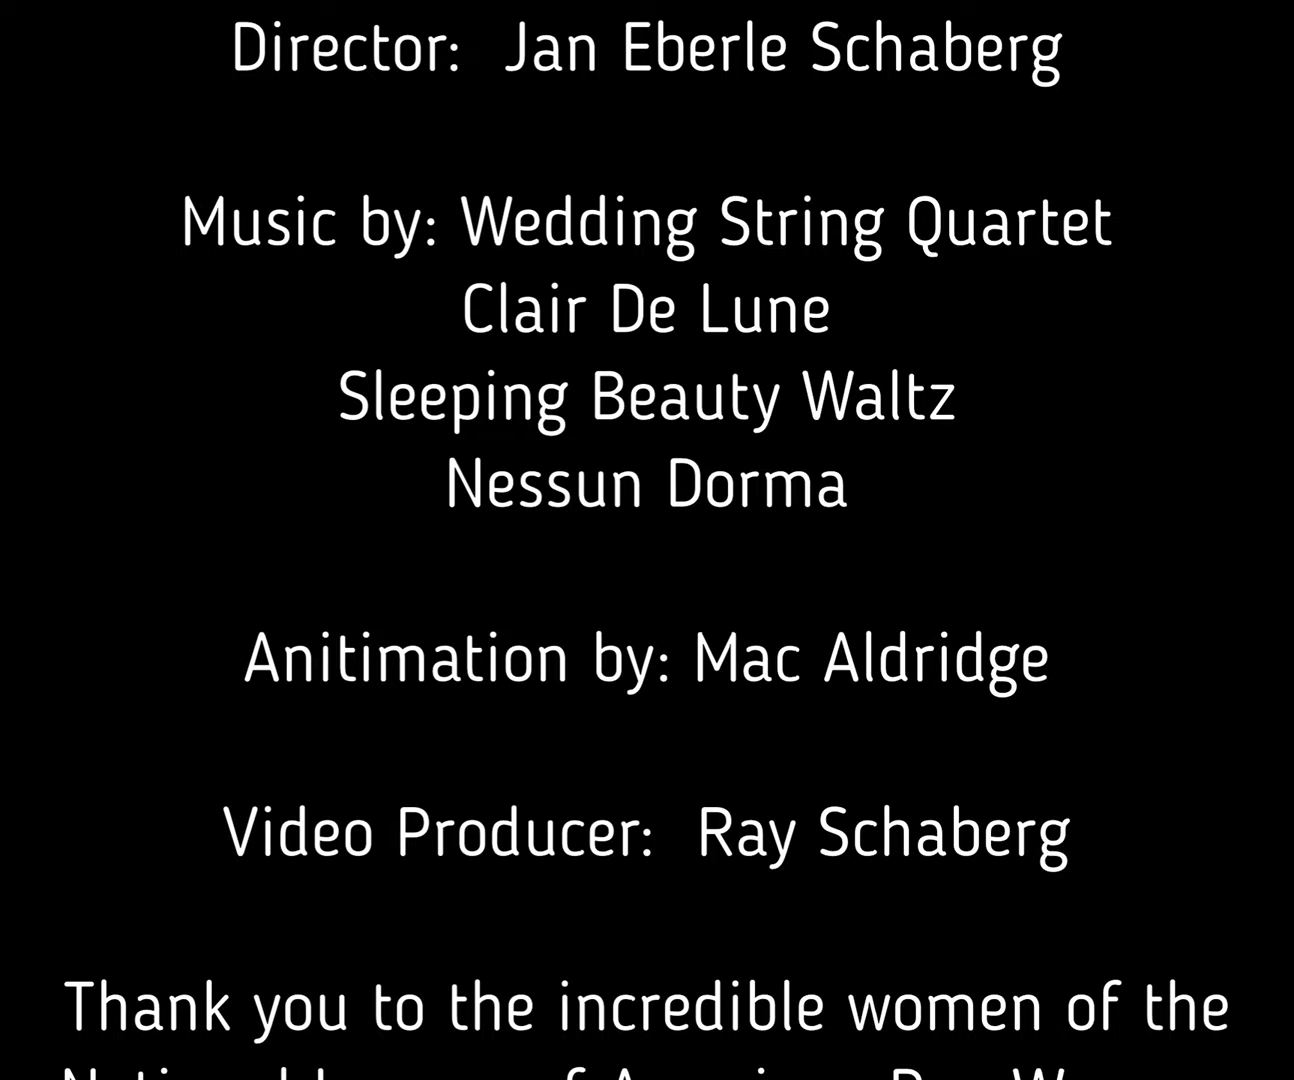 Director:  Jan Eberle Schaberg
Music by: Wedding String Quartet
Clair De Lune
Sleeping Beauty Waltz
Nessun Dorma
Anitimation by: Mac Aldridge
Video Producer:  Ray Schaberg
Thank you to the incredible women of the